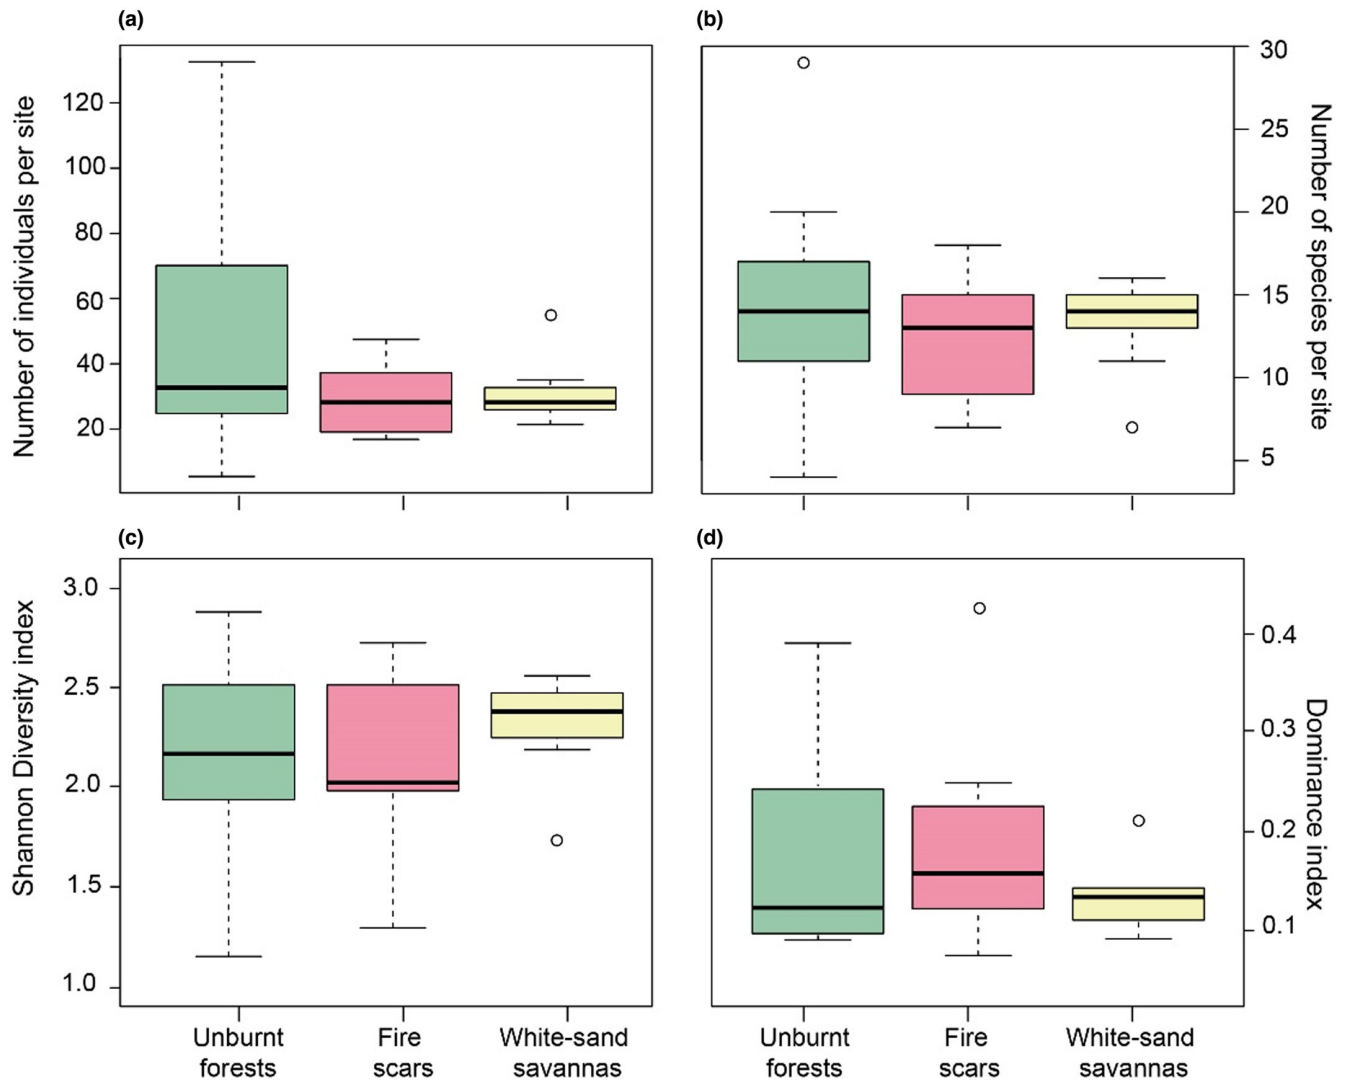 (a)
Number of individuals per site
120
100
80
60
40
20
(b)
30
25
20
15
10
5
Number of species per site
(c)
Shannon Diversity index
3.0
2.5
2.0
1.5
1.0
Unburnt
forests
Fire
scars
White-sand
savannas
(d)
0.4
0.3
0.2
0.1
Dominance index
Unburnt
forests
Fire
scars
White-sand
savannas